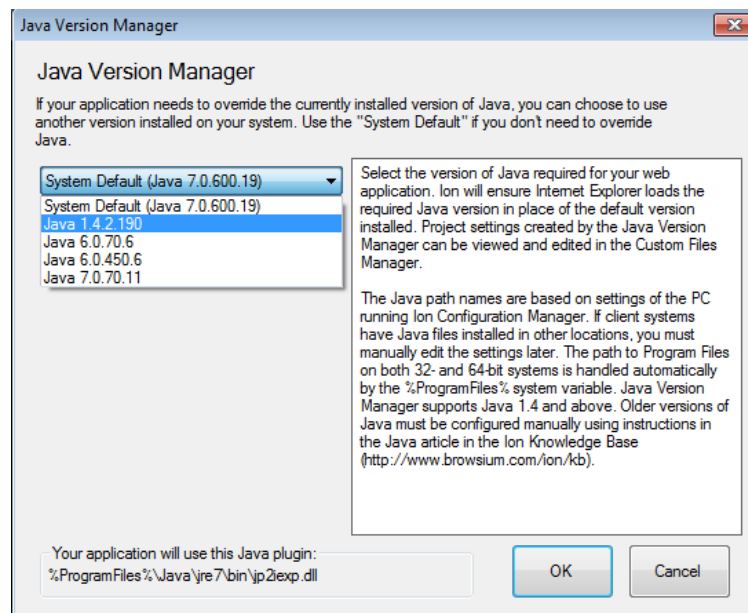 Java Version Manager
Java Version Manager
If your application needs to override the currently installed version of Java, you can choose to use
another version installed on your system. Use the "System Default" if you don't need to override
Java.
System Default (Java 7.0.600.19)
System Default (Java 7.0.600.19)
Java 1.4.2.190
Java 6.0.70.6
Java 6.0.450.6
Java 7.0.70.11
Select the version of Java required for your web
application. Ion will ensure Internet Explorer loads the
required Java version in place of the default version
installed. Project settings created by the Java Version
Manager can be viewed and edited in the Custom Files
Manager.
The Java path names are based on settings of the PC
running Ion Configuration Manager. If client systems
have Java files installed in other locations, you must
manually edit the settings later. The path to Program Files
on both 32- and 64-bit systems is handled automatically
by the %ProgramFiles% system variable. Java Version
Manager supports Java 1.4 and above. Older versions of
Java must be configured manually using instructions in
the Java article in the Ion Knowledge Base
(http://www.browsium.com/ion/kb).
Your application will use this Java plugin:
%ProgramFiles%\Java\jre7\bin\jp2iexp.dll
OK
Cancel